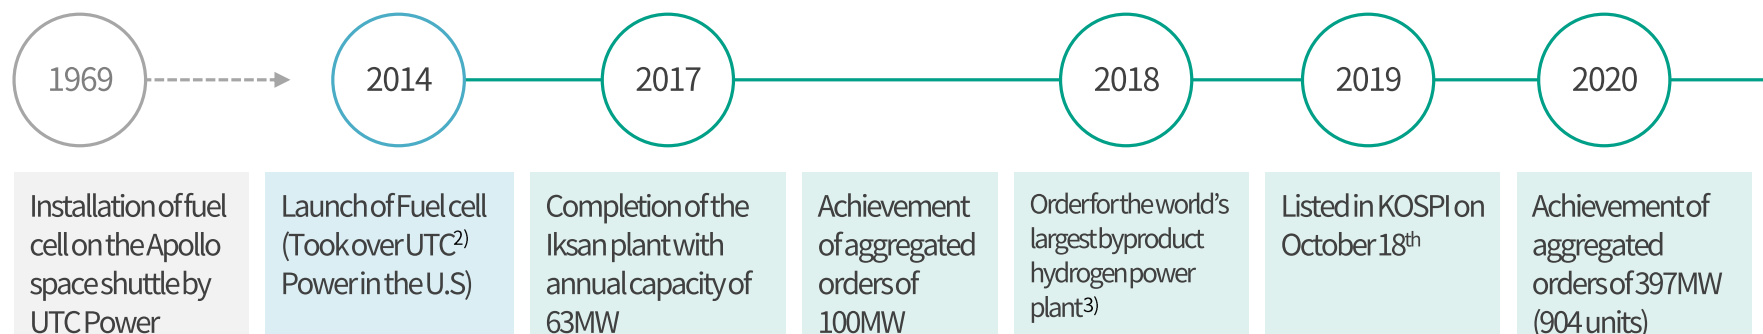 1969
2014
2017
2018
2019
2020
Installation of fuel
cell on the Apollo
space shuttle by
UTC Power
Launch of Fuel cell
(Took over UTC2)
Power in the U.S)
Completion of the
Iksan plant with
annual capacity of
63MW
Achievement
of aggregated
orders of
100MW
Order for the world's
largest byproduct
hydrogen power
plant3)
Listed in KOSPI on
October 18th
Achievement of
aggregated
orders of 397MW
(904 units)